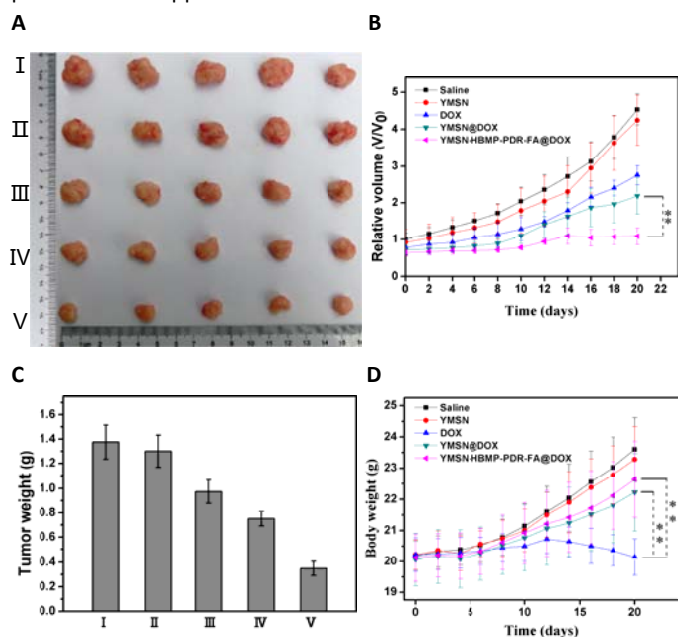 A
I
II
III
IV
V
B
Saline
YMSN
DOX
YMSN@DOX
YMSN-HBMP-PDR-FA@DOX
Relative volume (V/V0)
5
4
3
2
1
0
0 2 4 6 8 10 12 14 16 18 20 22
Time (days)
**
C
Tumor weight (g)
1.6
1.4
1.2
1.0
0.8
0.6
0.4
0.2
0.0
I II III IV V
D
Saline
YMSN
DOX
YMSN@DOX
YMSN-HBMP-PDR-FA@DOX
Body weight (g)
25
24
23
22
21
20
19
18
0 5 10 15 20
Time (days)
**
**